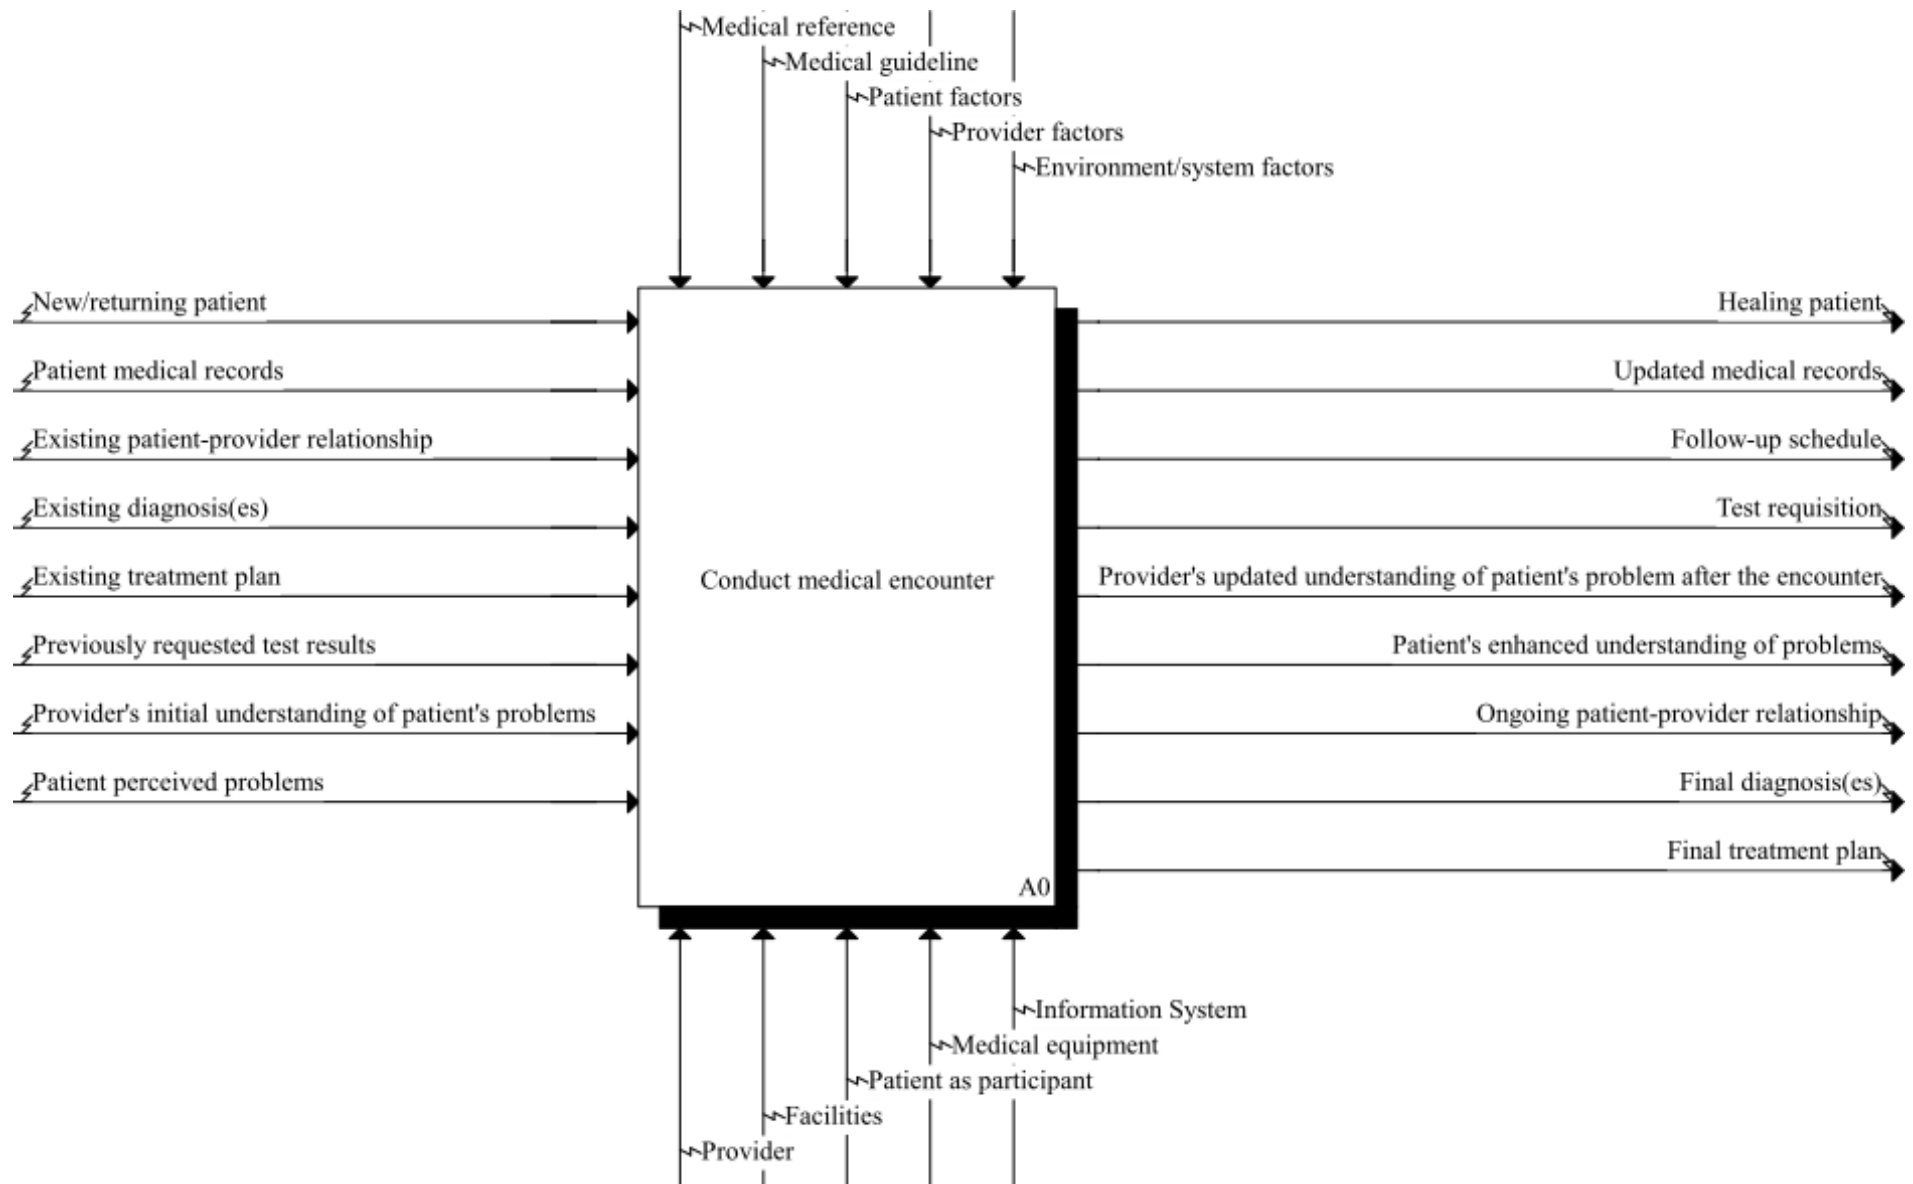 Medical reference
Medical guideline
Patient factors
Provider factors
Environment/system factors
New/returning patient
Patient medical records
Existing patient-provider relationship
Existing diagnosis(es)
Existing treatment plan
Previously requested test results
Provider's initial understanding of patient's problems
Patient perceived problems
Conduct medical encounter
A0
Healing patient
Updated medical records
Follow-up schedule
Test requisition
Provider's updated understanding of patient's problem after the encounter
Patient's enhanced understanding of problems
Ongoing patient-provider relationship
Final diagnosis(es)
Final treatment plan
Information System
Medical equipment
Patient as participant
Facilities
Provider